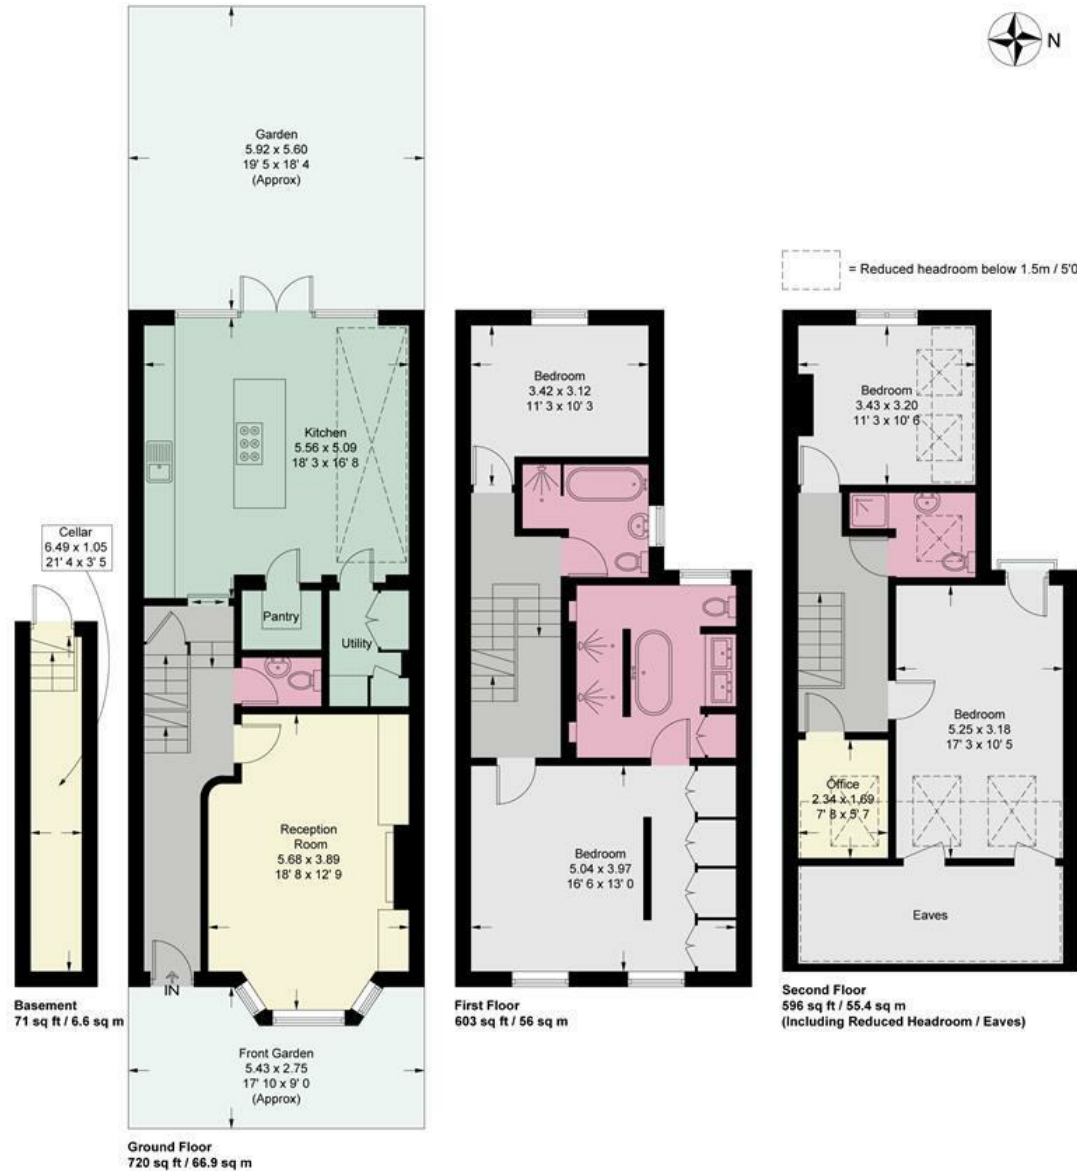 N
Garden
5.92 x 5.60
19' 5 x 18' 4
(Approx)
= Reduced headroom below 1.5m / 5'0
Kitchen
5.56 x 5.09
18' 3 x 16' 8
Pantry
Utility
Cellar
6.49 x 1.05
21' 4 x 3' 5
Reception
Room
5.68 x 3.89
18' 8 x 12' 9
IN
Basement
71 sq ft / 6.6 sq m
Front Garden
5.43 x 2.75
17' 10 x 9' 0
(Approx)
Ground Floor
720 sq ft / 66.9 sq m
Bedroom
3.42 x 3.12
11' 3 x 10' 3
Bedroom
5.04 x 3.97
16' 6 x 13' 0
First Floor
603 sq ft / 56 sq m
Bedroom
3.43 x 3.20
11' 3 x 10' 6
Bedroom
5.25 x 3.18
17' 3 x 10' 5
Office
2.34 x 1.69
7' 8 x 5' 7
Eaves
Second Floor
596 sq ft / 55.4 sq m
(Including Reduced Headroom / Eaves)